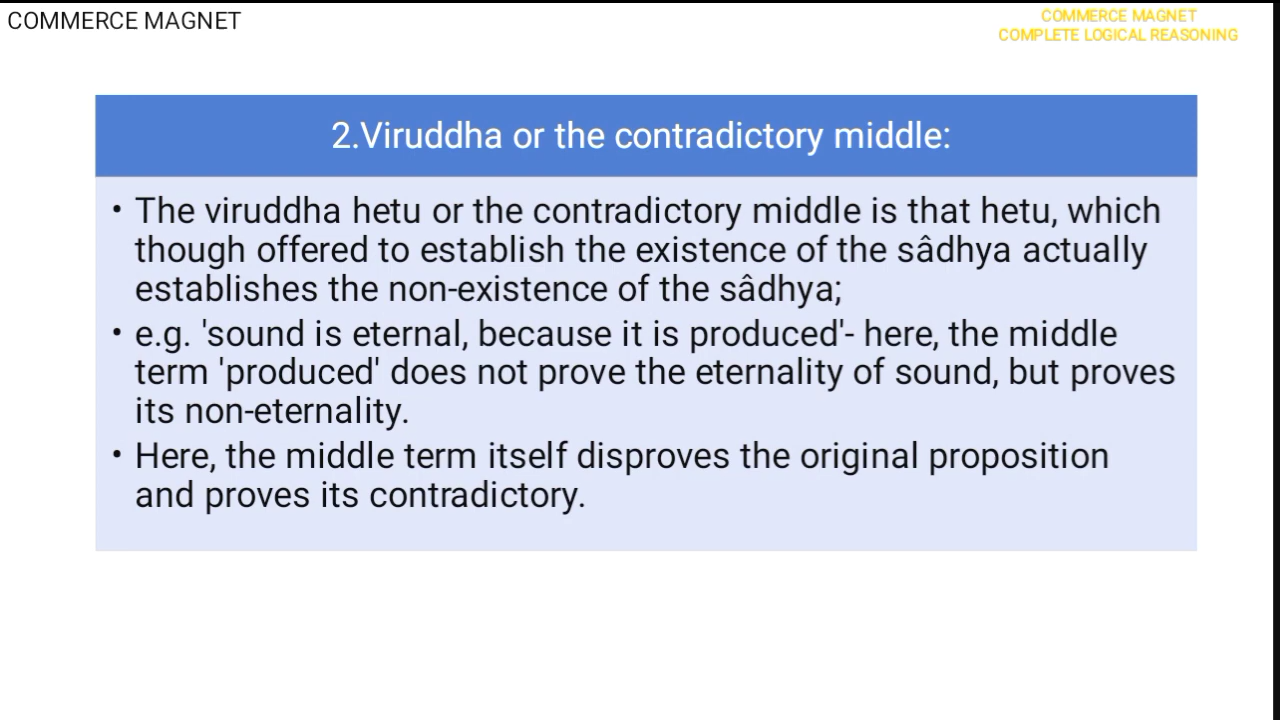 COMMERCE MAGNET
COMMERCE MAGNET
COMPLETE LOGICAL REASONING
2.Viruddha or the contradictory middle:
• The viruddha hetu or the contradictory middle is that hetu, which
though offered to establish the existence of the sâdhya actually
establishes the non-existence of the sâdhya;
• e.g. 'sound is eternal, because it is produced'- here, the middle
term 'produced' does not prove the eternality of sound, but proves
its non-eternality.
• Here, the middle term itself disproves the original proposition
and proves its contradictory.